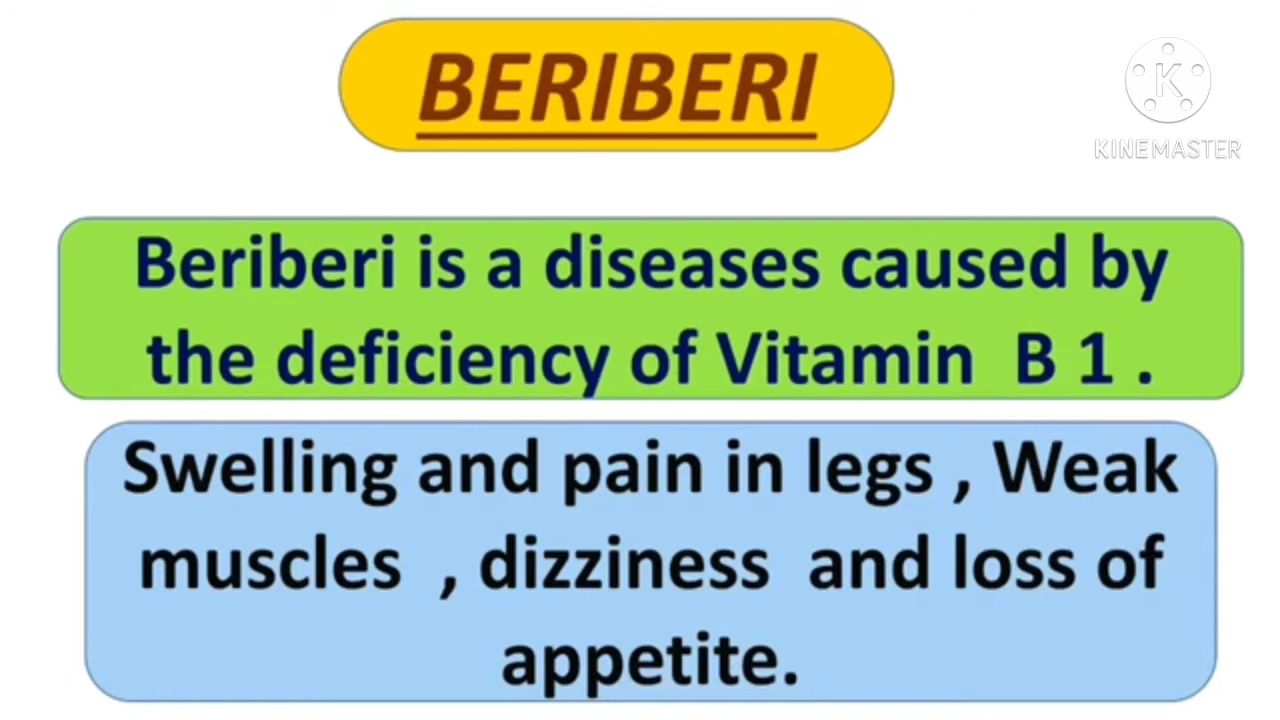 BERIBERI
K
KINEMASTER
Beriberi is a diseases caused by
the deficiency of Vitamin B 1 .
Swelling and pain in legs , Weak
muscles , dizziness and loss of
appetite.